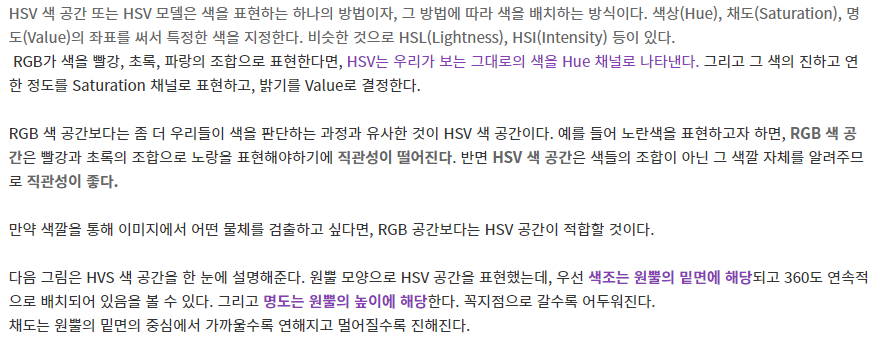 HSV 색 공간 또는 HSV 모델은 색을 표현하는 하나의 방법이자, 그 방법에 따라 색을 배치하는 방식이다. 색상(Hue), 채도(Saturation), 명
도(Value)의 좌표를 써서 특정한 색을 지정한다. 비슷한 것으로 HSL(Lightness), HSI(Intensity) 등이 있다.
RGB가 색을 빨강, 초록, 파랑의 조합으로 표현한다면, HSV는 우리가 보는 그대로의 색을 Hue 채널로 나타낸다. 그리고 그 색의 진하고 연
한 정도를 Saturation 채널로 표현하고, 밝기를 Value로 결정한다.
RGB 색 공간보다는 좀 더 우리들이 색을 판단하는 과정과 유사한 것이 HSV 색 공간이다. 예를 들어 노란색을 표현하고자 하면, RGB 색 공
간은 빨강과 초록의 조합으로 노랑을 표현해야하기에 직관성이 떨어진다. 반면 HSV 색 공간은 색들의 조합이 아닌 그 색깔 자체를 알려주므
로 직관성이 좋다.
만약 색깔을 통해 이미지에서 어떤 물체를 검출하고 싶다면, RGB 공간보다는 HSV 공간이 적합할 것이다.
다음 그림은 HVS 색 공간을 한 눈에 설명해준다. 원뿔 모양으로 HSV 공간을 표현했는데, 우선 색조는 원뿔의 밑면에 해당되고 360도 연속적
으로 배치되어 있음을 볼 수 있다. 그리고 명도는 원뿔의 높이에 해당한다. 꼭지점으로 갈수록 어두워진다.
채도는 원뿔의 밑면의 중심에서 가까울수록 연해지고 멀어질수록 진해진다.